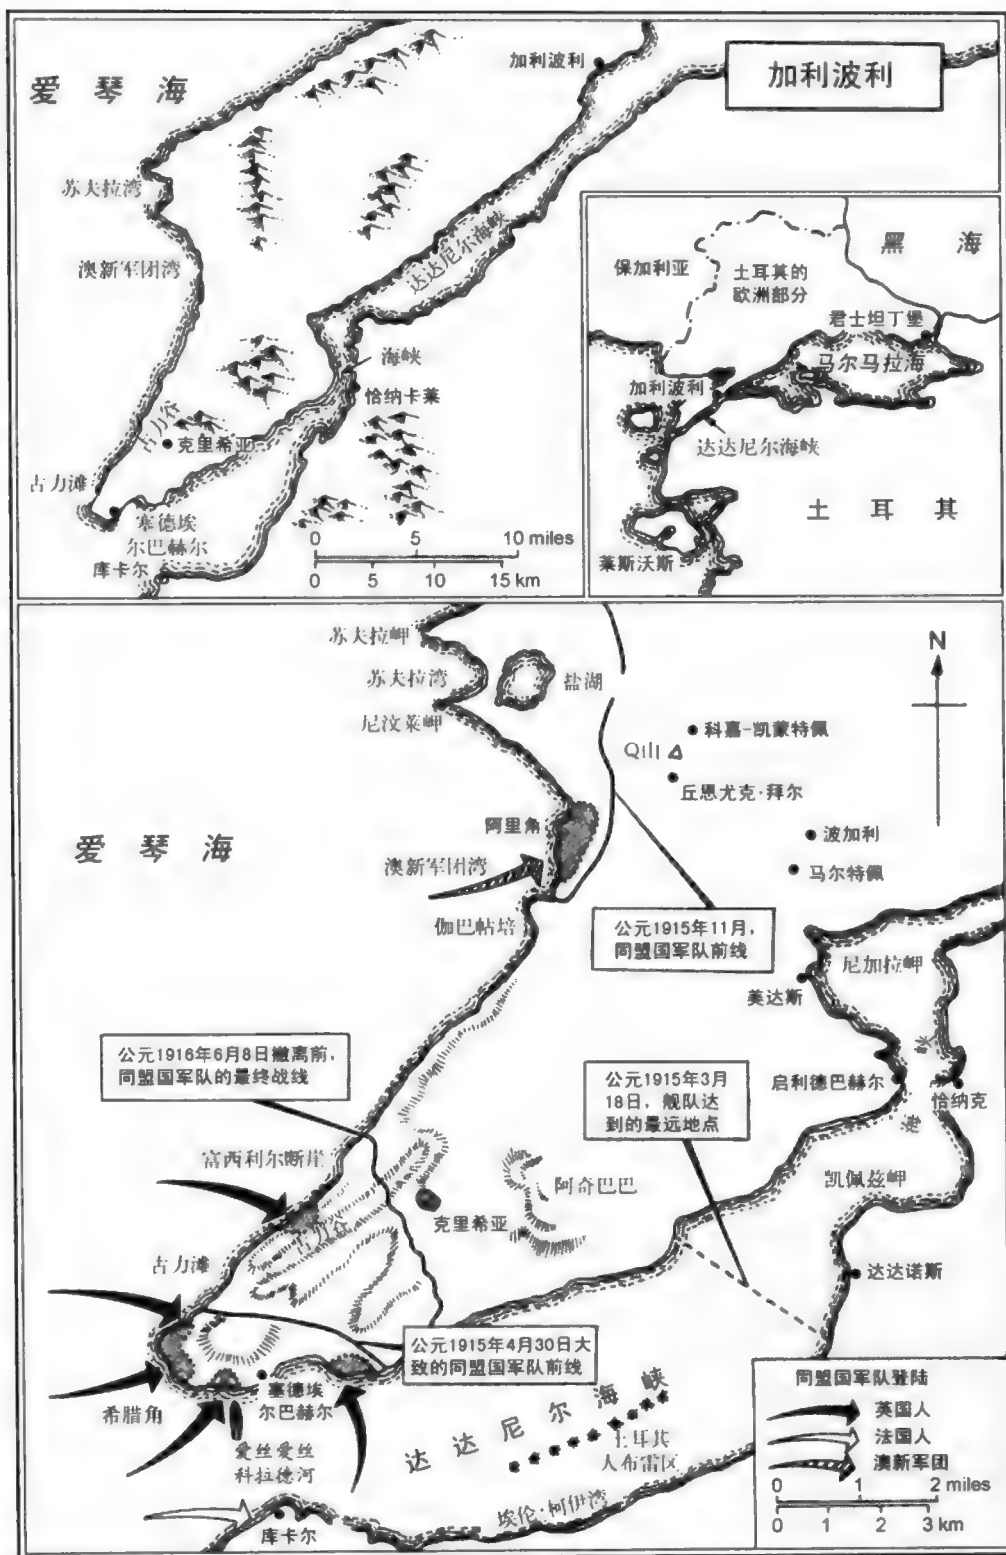 加利波利
爱琴海
加利波利
苏夫拉湾
澳新军团湾
达达尼尔海峡
海峡
恰纳卡莱
古力谷
克里希亚
古力滩
塞德埃
尔巴赫尔
库卡尔
0 5 10 miles
0 5 10 15 km
黑海
保加利亚
土耳其的
欧洲部分
君士坦丁堡
马尔马拉海
加利波利
达达尼尔海峡
土耳其
莱斯沃斯
苏夫拉岬
苏夫拉湾
盐湖
尼汶莱岬
N
科嘉-凯蒙特佩
丘恩尤克·拜尔
阿里角
波加利
爱琴海
澳新军团湾
马尔特佩
伽巴帖培
公元1915年11月,
同盟国军队前线
尼加拉岬
美达斯
公元1916年6月8日撤离前,
同盟国军队的最终战线
公元1915年3月
18日, 舰队达
到的最远地点
启利德巴赫尔
海峡
恰纳克
富西利尔断崖
阿奇巴巴
凯佩兹岬
克里希亚
古力谷
古力滩
达达诺斯
公元1915年4月30日大
致的同盟国军队前线
希腊角
塞德埃
尔巴赫尔
爱丝爱丝
科拉德河
达达尼尔海峡
土耳其
人布雷区
埃伦·柯伊湾
库卡尔
同盟国军队登陆
英国人
法国人
澳新军团
0 1 2 miles
0 1 2 3 km